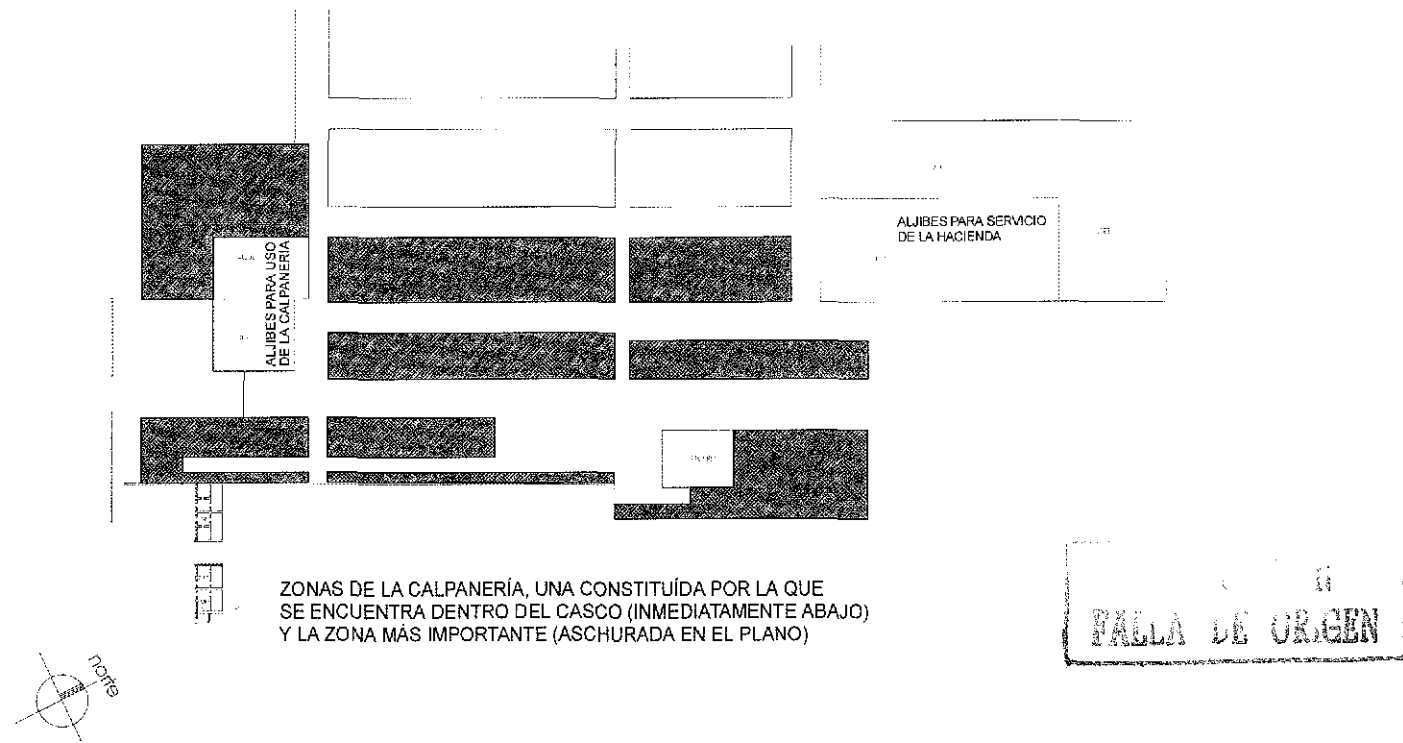 ALJIBES PARA USO
DE LA CALPANERÍA
ALJIBES PARA SERVICIO
DE LA HACIENDA
ZONAS DE LA CALPANERÍA, UNA CONSTITUÍDA POR LA QUE
SE ENCUENTRA DENTRO DEL CASCO (INMEDIATAMENTE ABAJO)
Y LA ZONA MÁS IMPORTANTE (ASCHURADA EN EL PLANO)
FALLA DE ORIGEN
norte